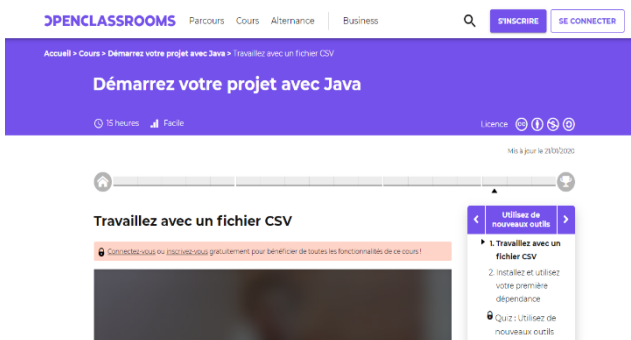 OPENCLASSROOMS Parcours Cours Alternance Business S'INSCRIRE SE CONNECTER
Accueil > Cours > Démarrez votre projet avec Java > Travaillez avec un fichier CSV
Démarrez votre projet avec Java
15 heures Facile Licence
Mis à jour le 21/01/2020
Travaillez avec un fichier CSV
Connectez-vous ou inscrivez-vous gratuitement pour bénéficier de toutes les fonctionnalités de ce cours !
Utilisez de
nouveaux outils
1. Travaillez avec un
fichier CSV
2. Installez et utilisez
votre première
dépendance
Quiz : Utilisez de
nouveaux outils